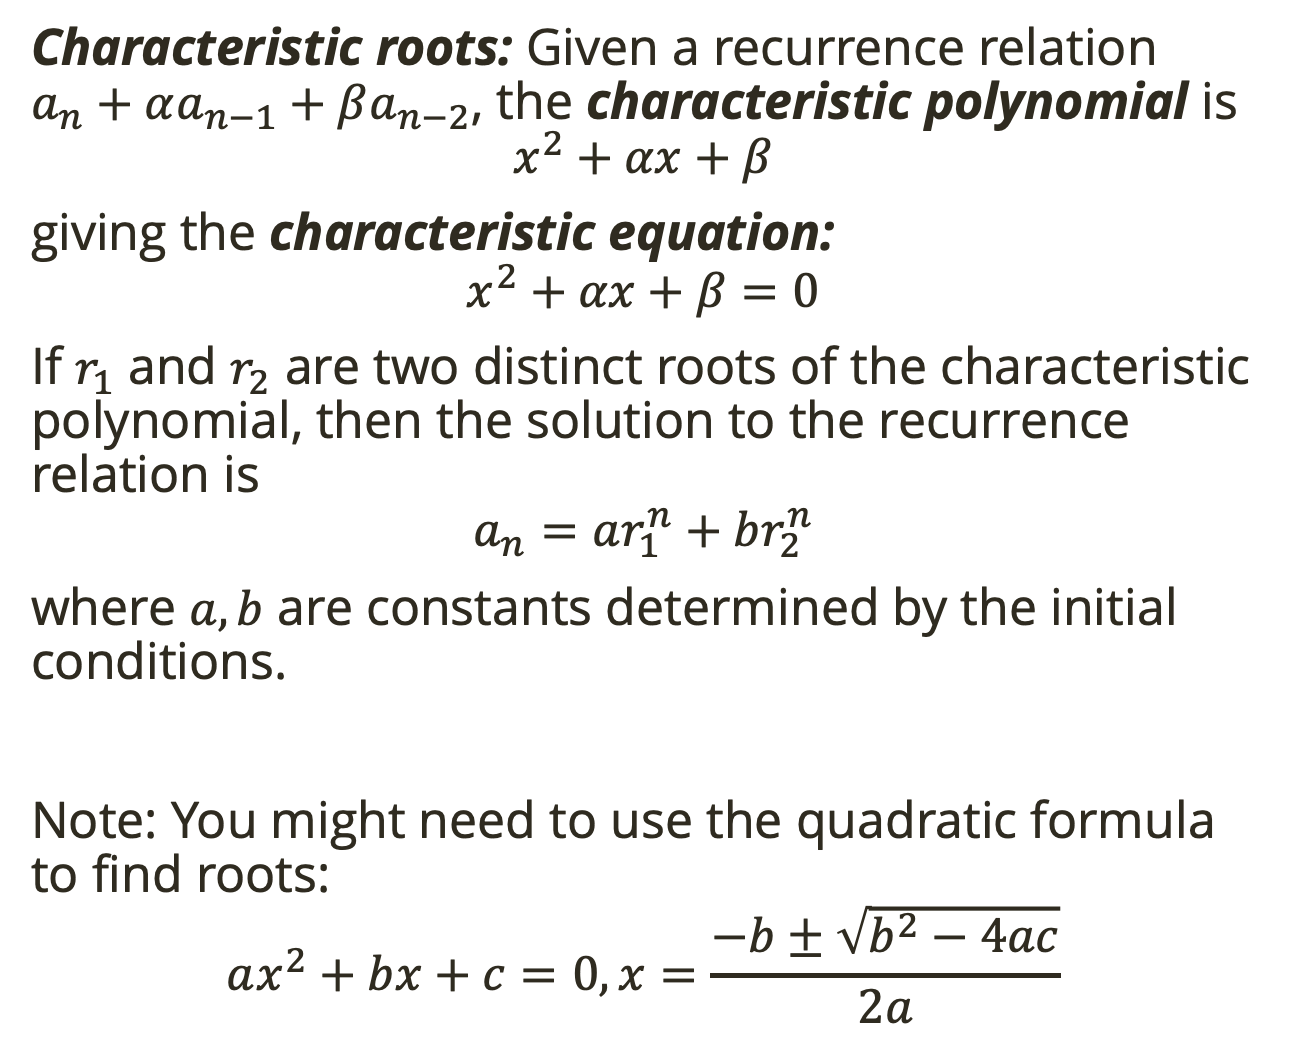 Characteristic roots: Given a recurrence relation
aₙ + αaₙ₋₁ + βaₙ₋₂, the characteristic polynomial is
x² + αx + β
giving the characteristic equation:
x² + αx + β = 0
If r₁ and r₂ are two distinct roots of the characteristic
polynomial, then the solution to the recurrence
relation is
aₙ = ar₁ⁿ + br₂ⁿ
where a, b are constants determined by the initial
conditions.
Note: You might need to use the quadratic formula
to find roots:
ax² + bx + c = 0, x = (−b ± √(b² − 4ac))/(2a)